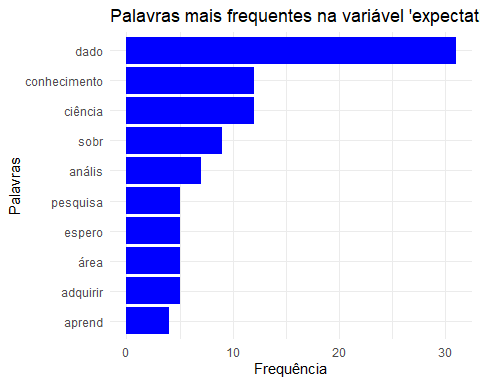 Palavras mais frequentes na variável 'expectat
dado
conhecimento
ciência
sobr
anális
pesquisa
espero
área
adquirir
aprend
Palavras
0 10 20 30
Frequência